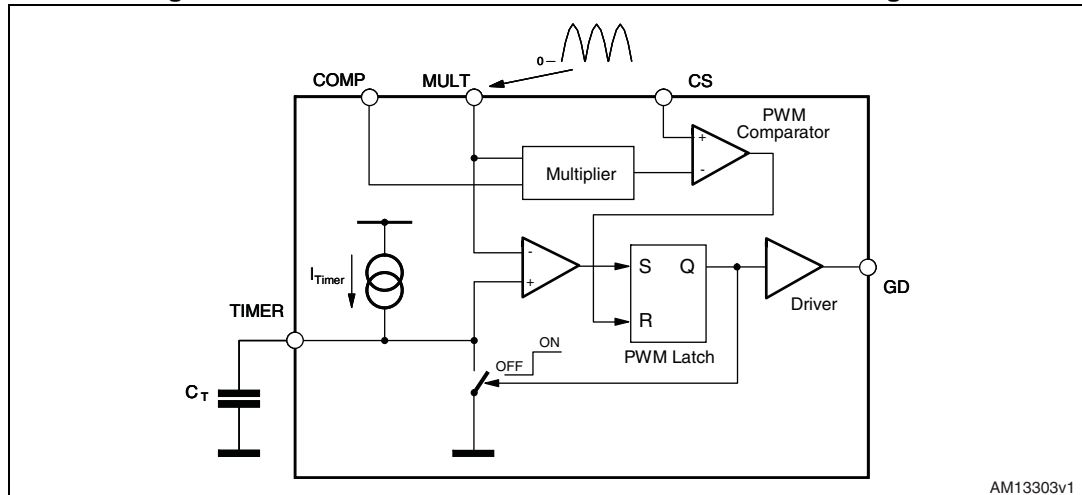 0
COMP
MULT
CS
PWM
Comparator
+
-
Multiplier
-
+
I Timer
S Q
R
PWM Latch
Driver
GD
TIMER
OFF
ON
C T
AM13303v1